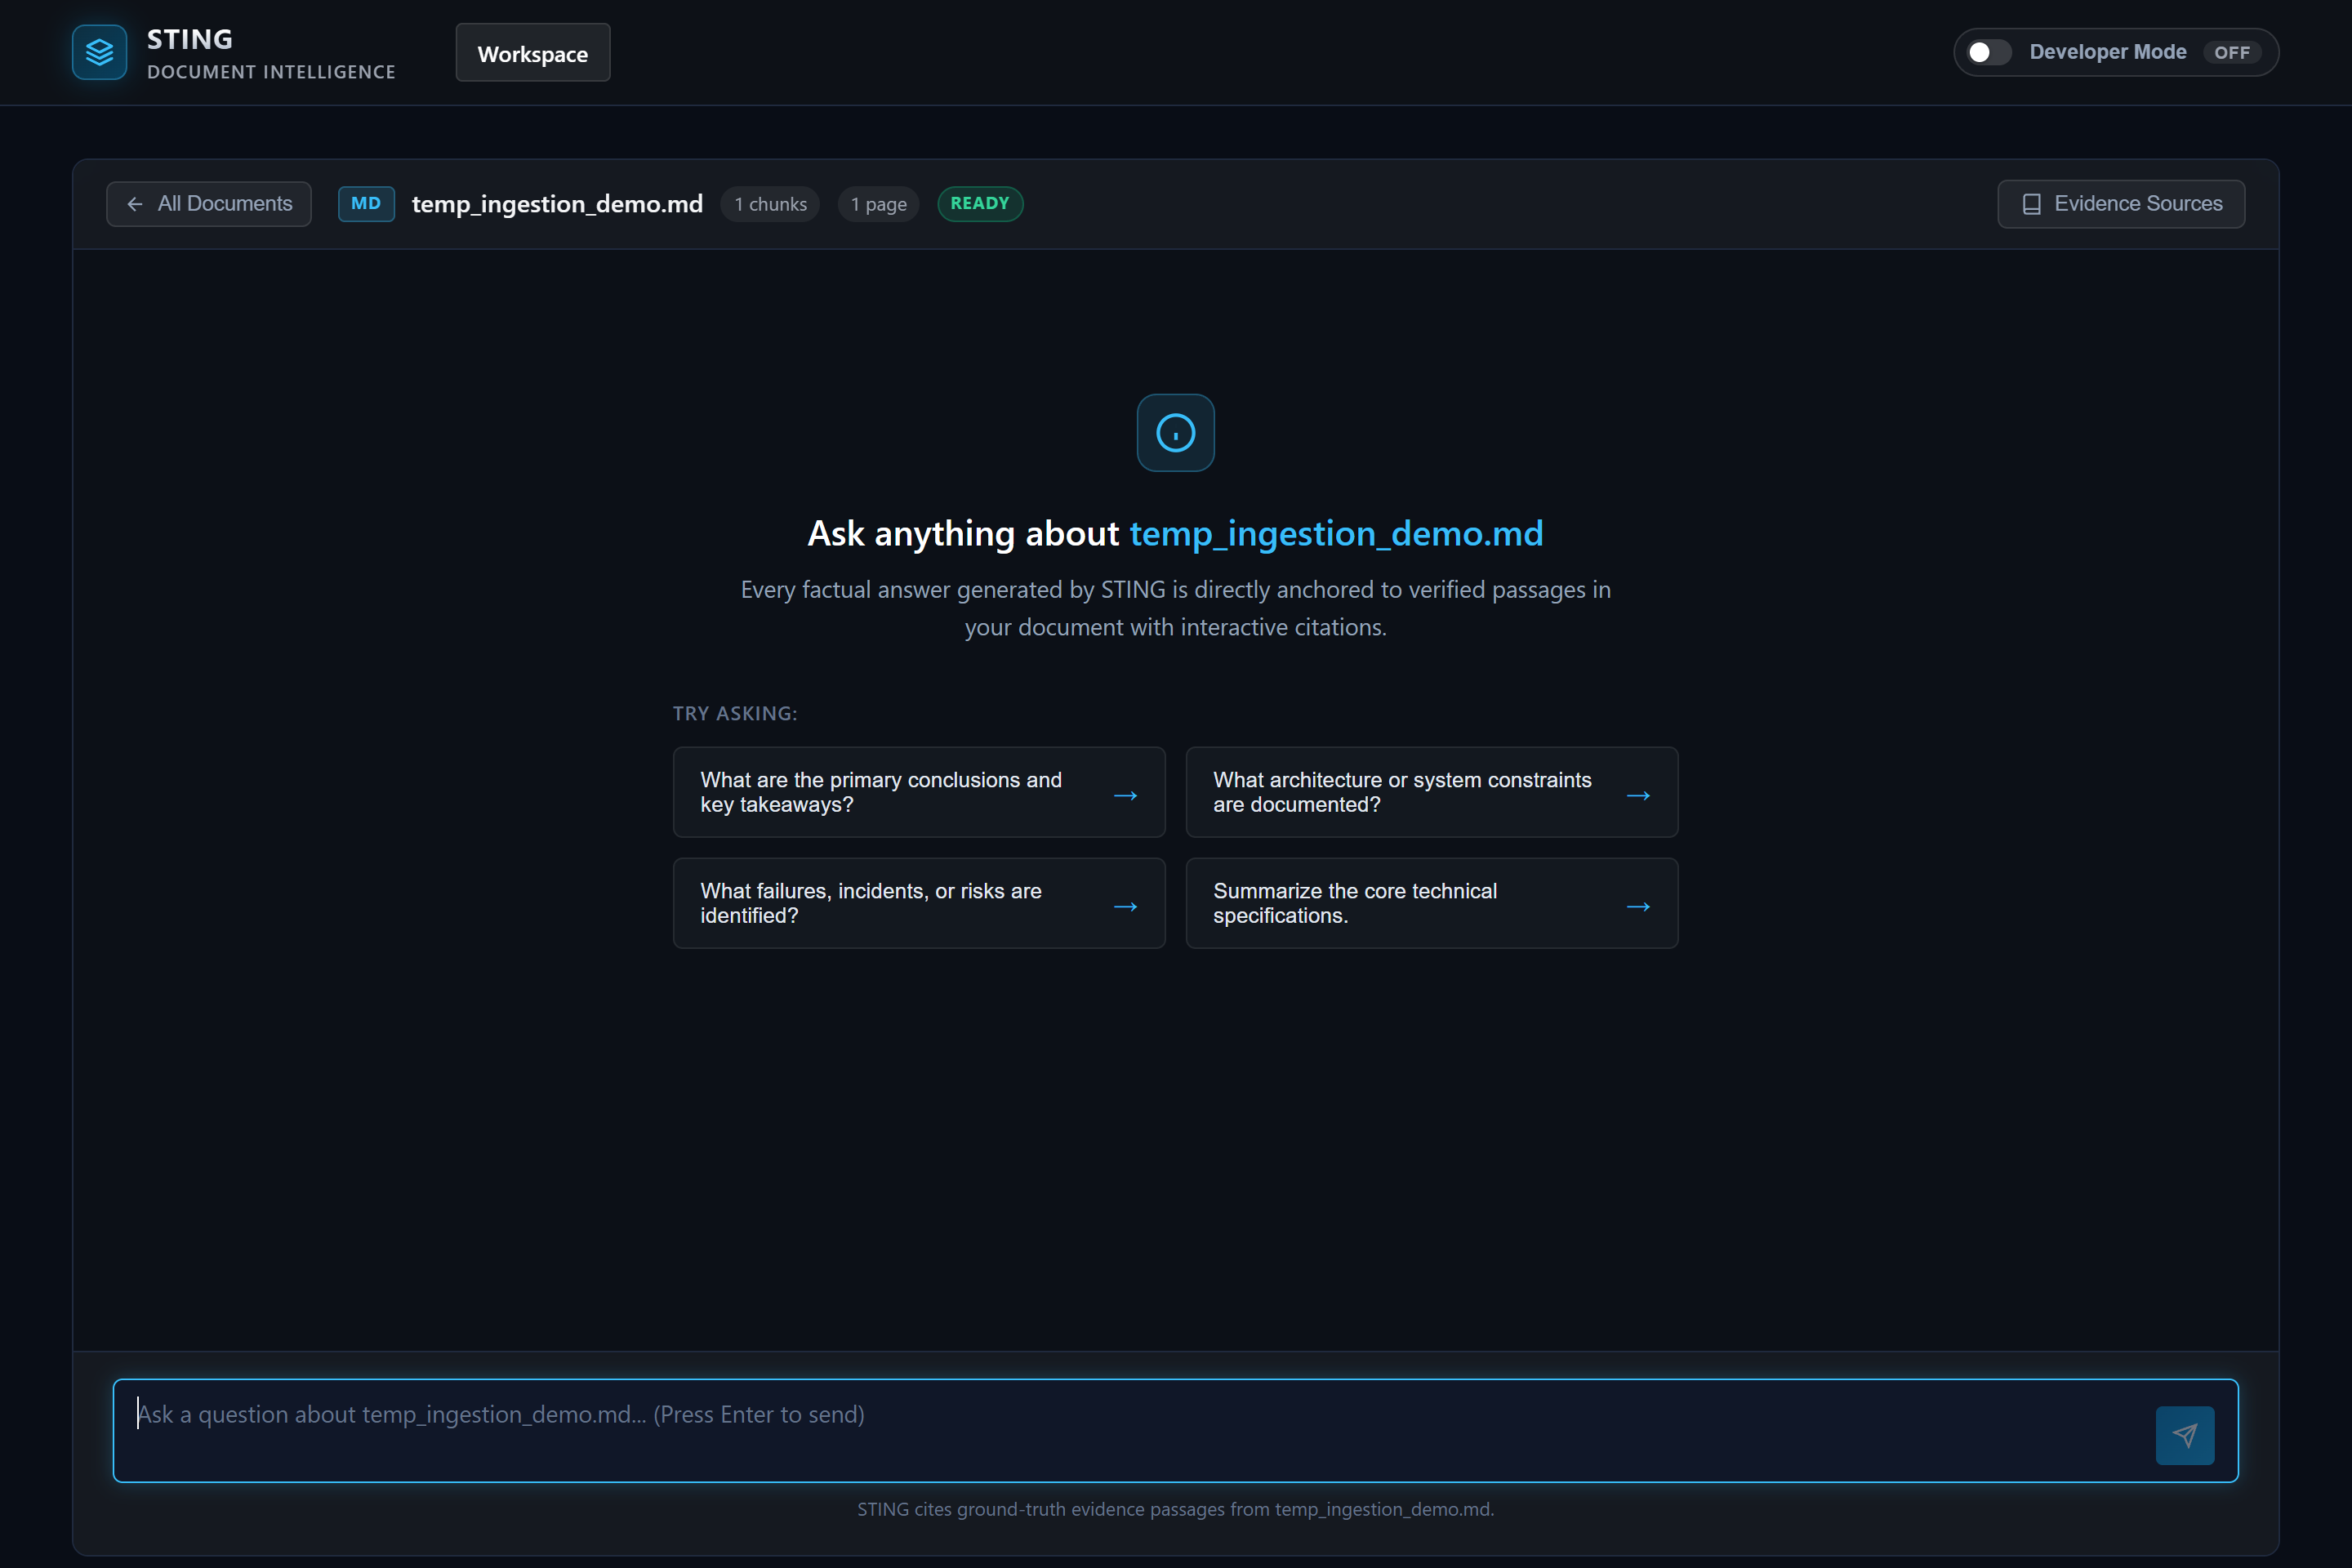 STING
DOCUMENT INTELLIGENCE
Workspace
Developer Mode OFF
← All Documents
MD temp_ingestion_demo.md 1 chunks 1 page READY
Evidence Sources
Ask anything about temp_ingestion_demo.md
Every factual answer generated by STING is directly anchored to verified passages in
your document with interactive citations.
TRY ASKING:
What are the primary conclusions and
key takeaways? →
What architecture or system constraints
are documented? →
What failures, incidents, or risks are
identified? →
Summarize the core technical
specifications. →
Ask a question about temp_ingestion_demo.md... (Press Enter to send)
STING cites ground-truth evidence passages from temp_ingestion_demo.md.